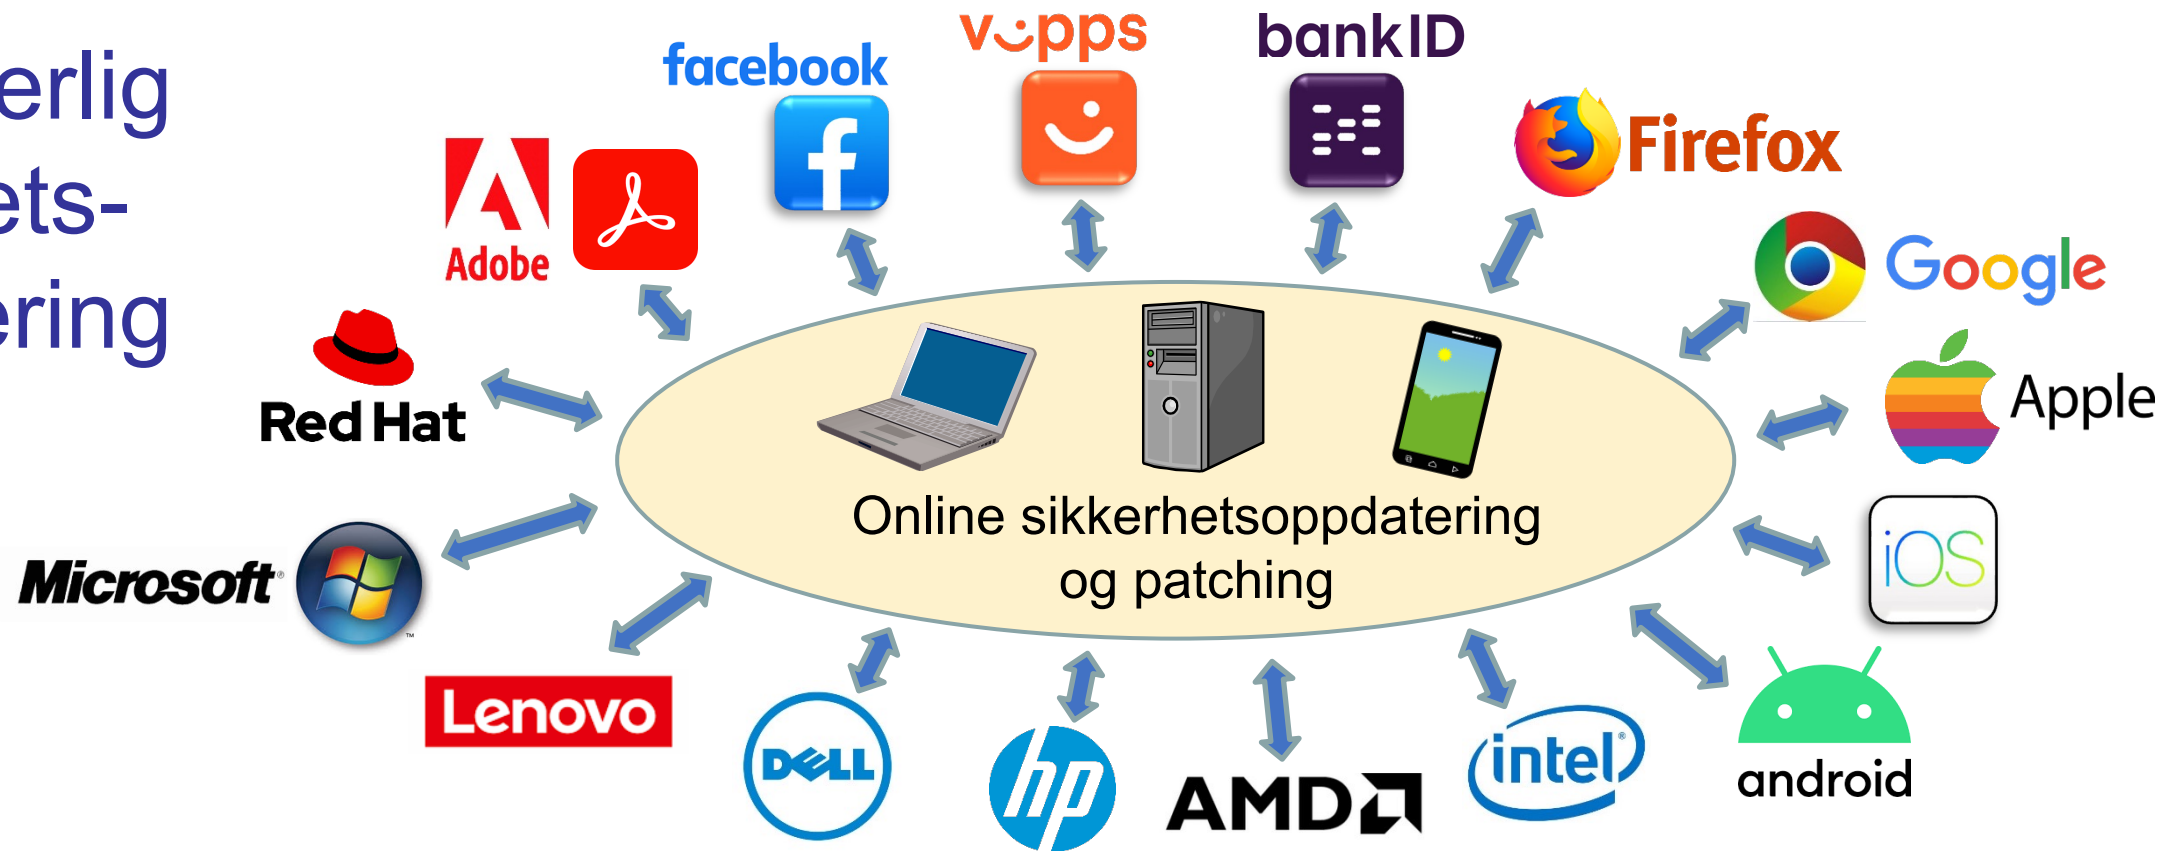 erlig
ets-
ering
facebook
vipps
bankID
Firefox
Adobe
Google
Red Hat
Apple
Online sikkerhetsoppdatering
og patching
iOS
Microsoft
TM
Lenovo
DELL
hp
AMD
intel
android